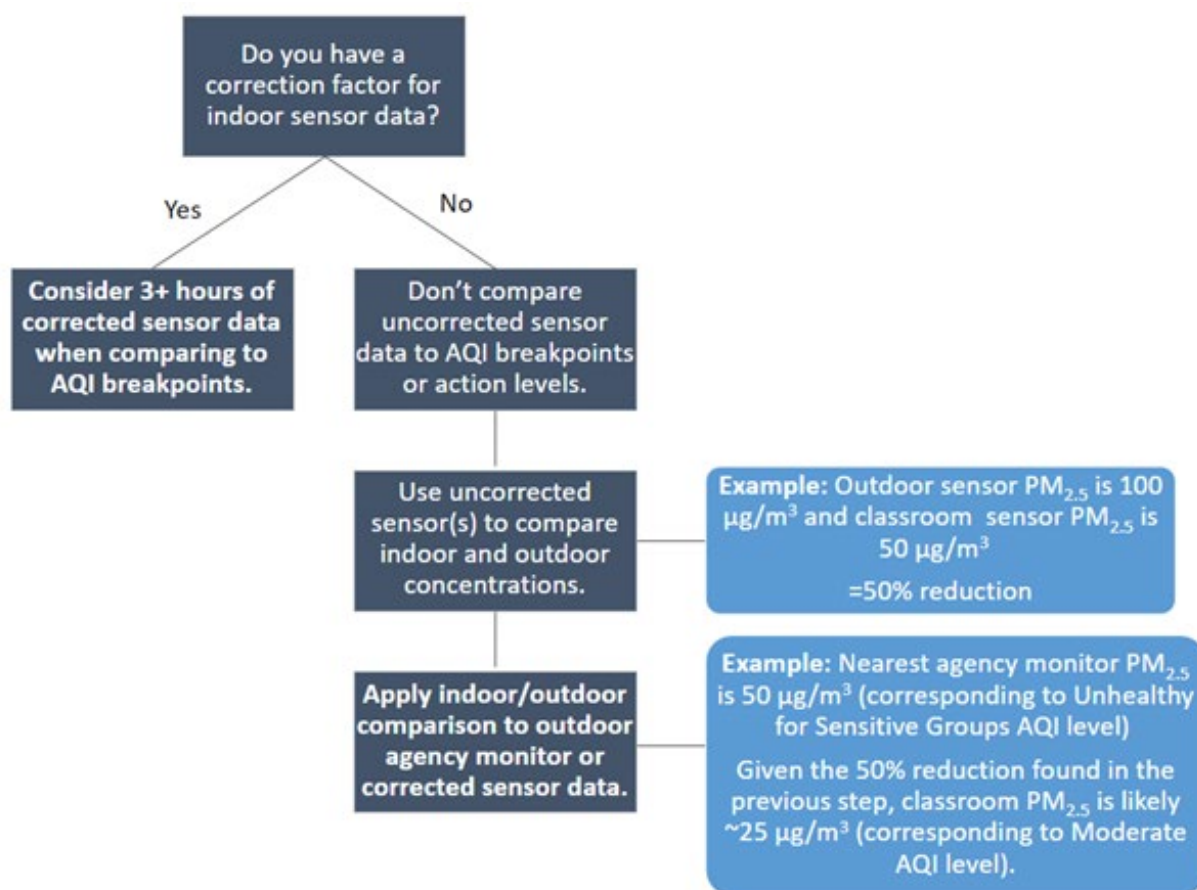 Do you have a
correction factor for
indoor sensor data?
Yes
No
Consider 3+ hours of
corrected sensor data
when comparing to
AQI breakpoints.
Don’t compare
uncorrected sensor
data to AQI breakpoints
or action levels.
Use uncorrected
sensor(s) to compare
indoor and outdoor
concentrations.
Example: Outdoor sensor PM2.5 is 100
µg/m³ and classroom sensor PM2.5 is
50 µg/m³
=50% reduction
Apply indoor/outdoor
comparison to outdoor
agency monitor or
corrected sensor data.
Example: Nearest agency monitor PM2.5
is 50 µg/m³ (corresponding to Unhealthy
for Sensitive Groups AQI level)
Given the 50% reduction found in the
previous step, classroom PM2.5 is likely
~25 µg/m³ (corresponding to Moderate
AQI level).